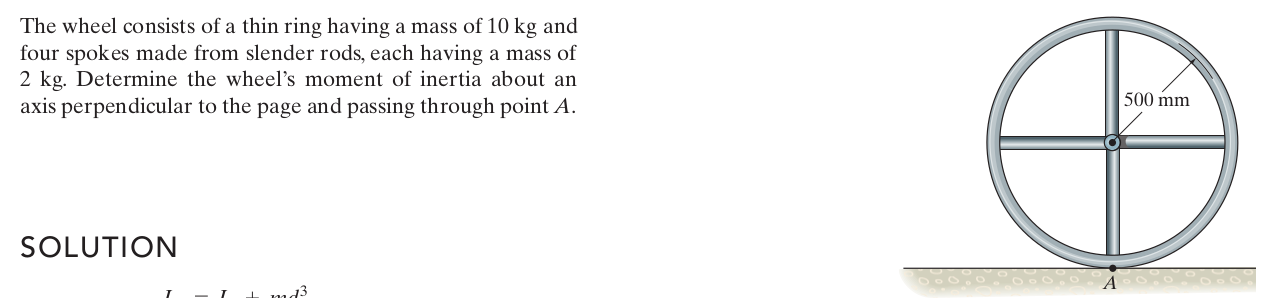 The wheel consists of a thin ring having a mass of 10 kg and
four spokes made from slender rods, each having a mass of
2 kg. Determine the wheel's moment of inertia about an
axis perpendicular to the page and passing through point A.
500 mm
A
SOLUTION